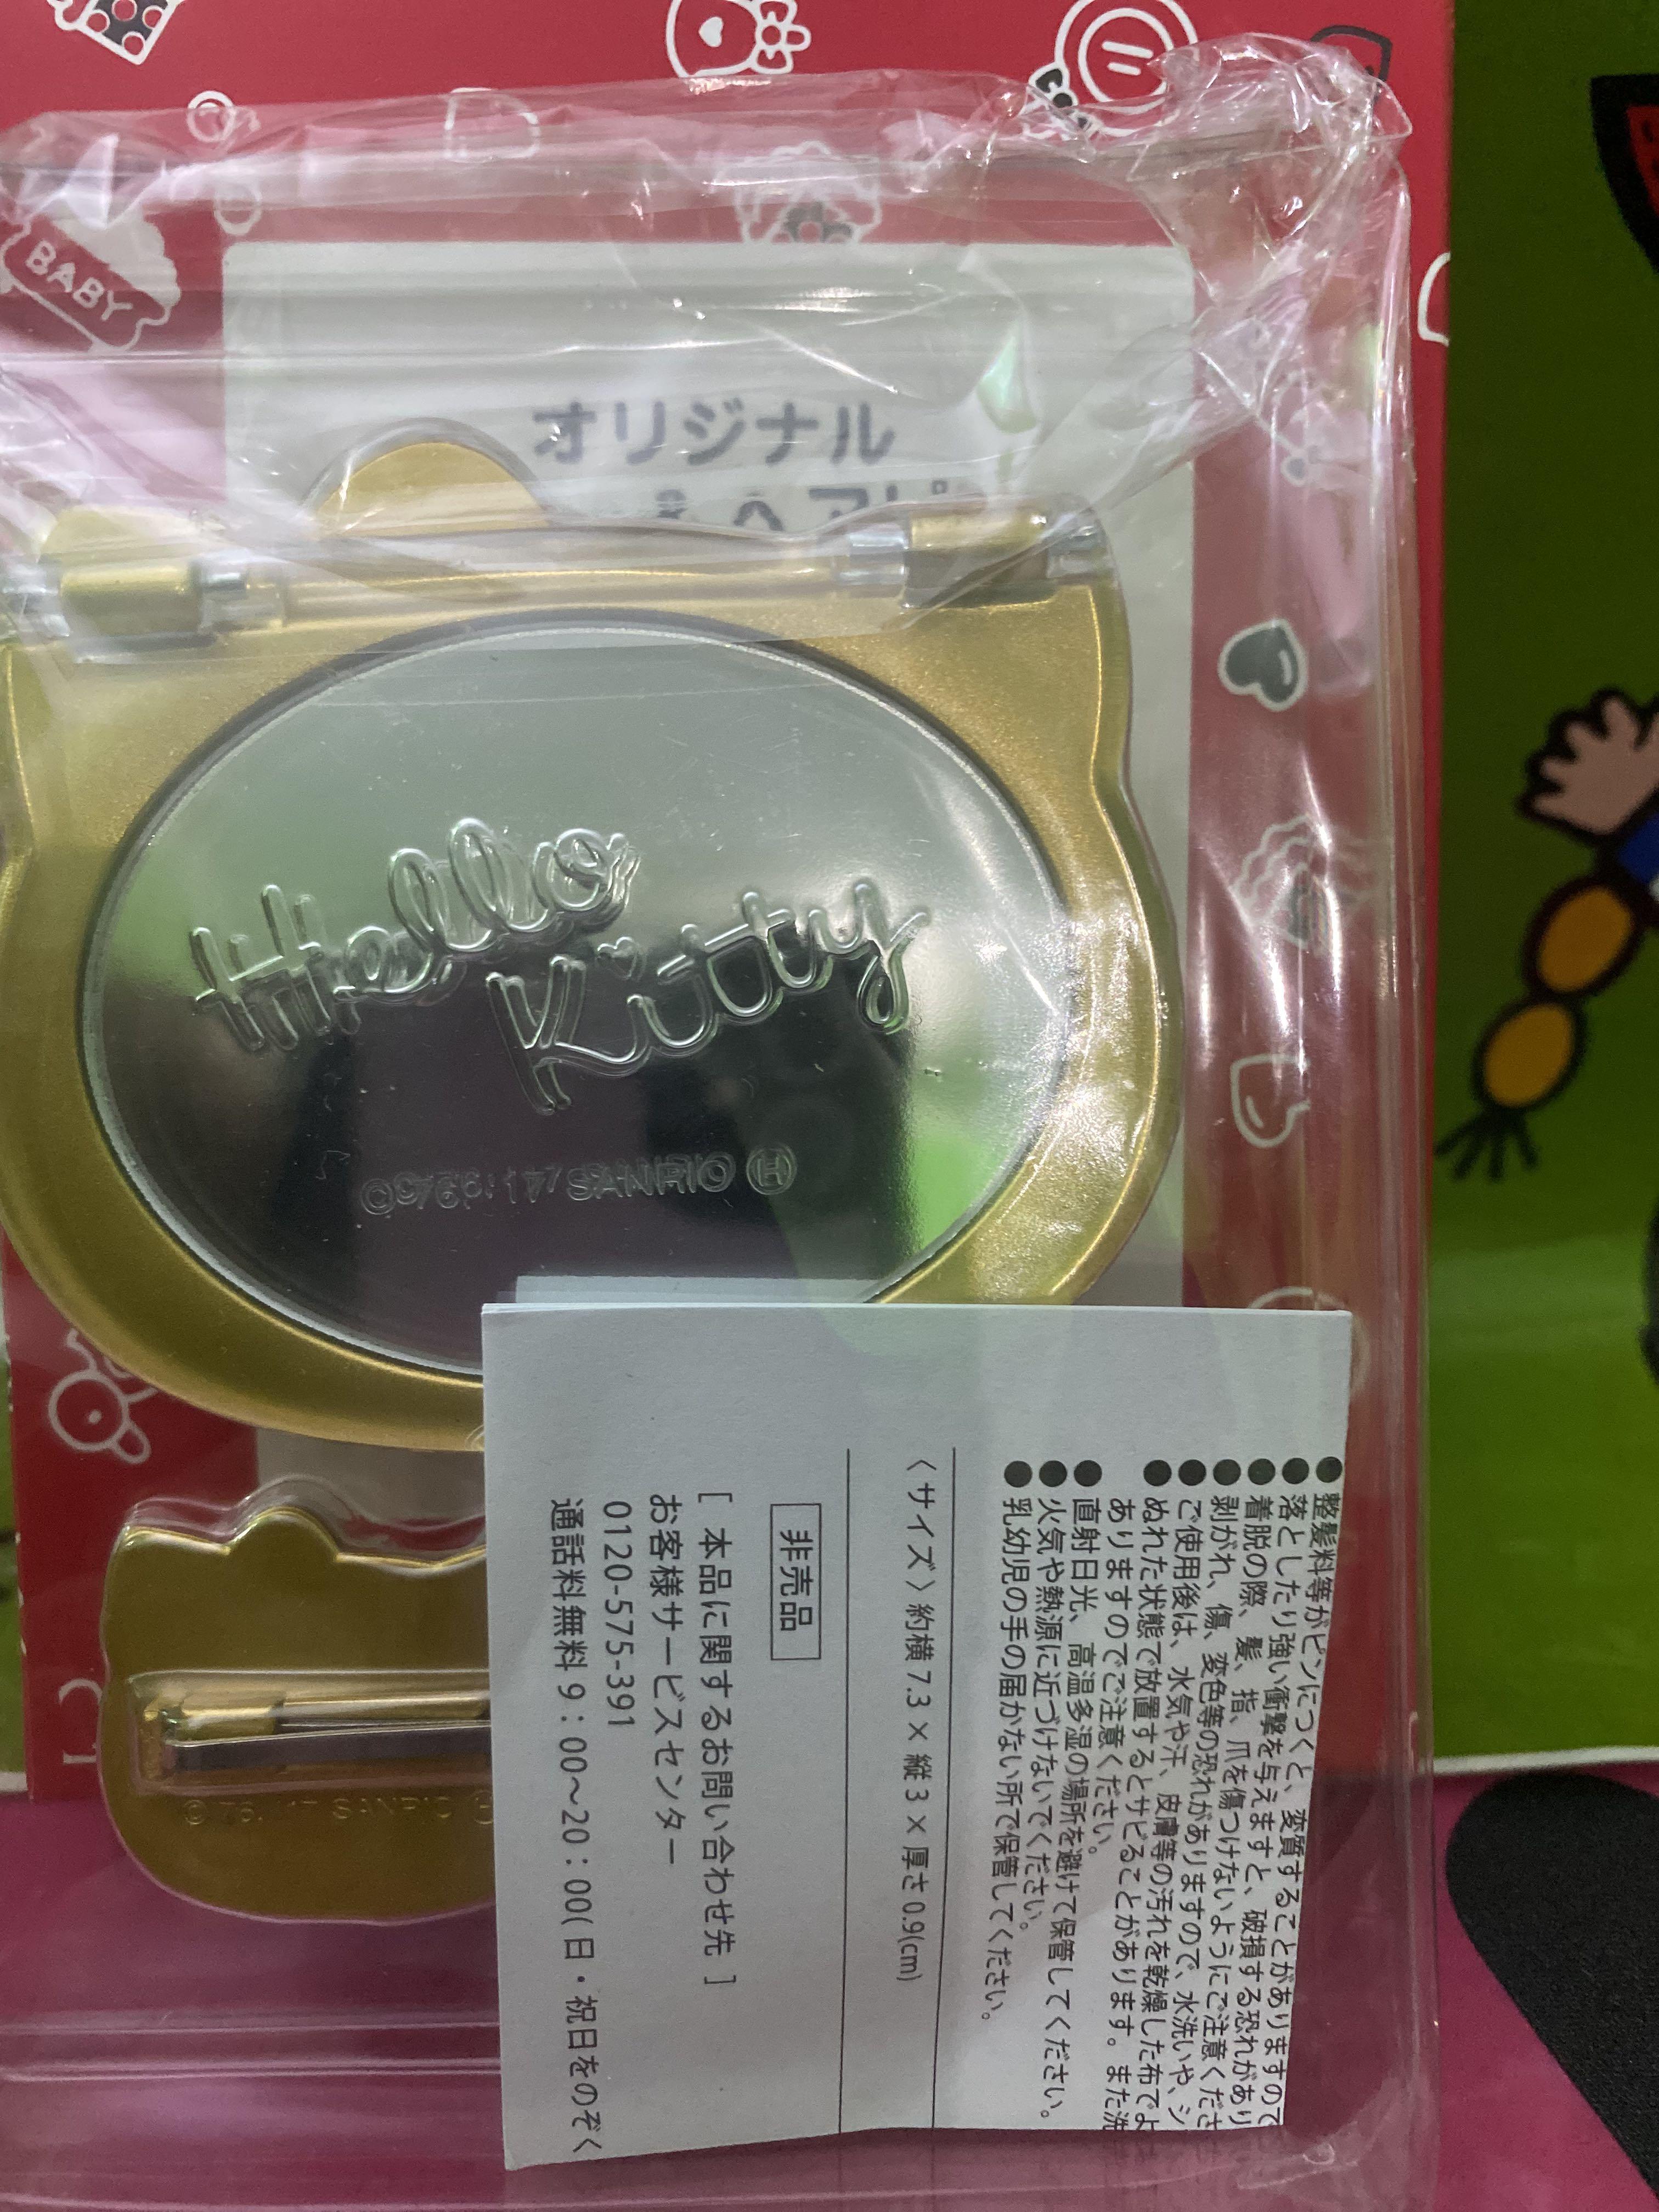 BABY
オリジナル
Hello
Kitty
SANRIO
©'76, '17 SANRIO
●整髪料等がピンにつくと、変質することがありますので
●落としたり強い衝撃を与えますと、破損する恐れがあり
●着脱の際、髪、指、爪を傷つけないようにご注意くださ
●剥がれ、傷、変色等の恐れがありますので、水洗いや、シ
●ご使用後は、水気や汗、皮膚等の汚れを乾燥した布でよ
●ぬれた状態で放置するとサビることがあります。また洗
ありますのでご注意ください。
●直射日光、高温多湿の場所を避けて保管してください。
●火気や熱源に近づけないでください。
●乳幼児の手の届かない所で保管してください。
〈サイズ〉約横 7.3 × 縦 3 × 厚さ 0.9(cm)
非売品
[ 本品に関するお問い合わせ先 ]
お客様サービスセンター
0120-575-391
通話料無料 9：00～20：00(日・祝日をのぞく